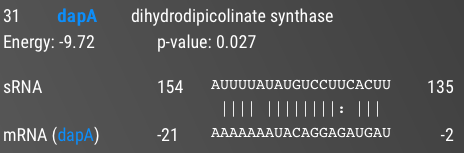 31 dapA dihydrodipicolinate synthase
Energy: -9.72 p-value: 0.027
sRNA 154 AUUUUAUAUGUCCUUCACUU 135
|||| ||||||||: |||
mRNA (dapA) -21 AAAAAAAUACAGGAGAUGAU -2